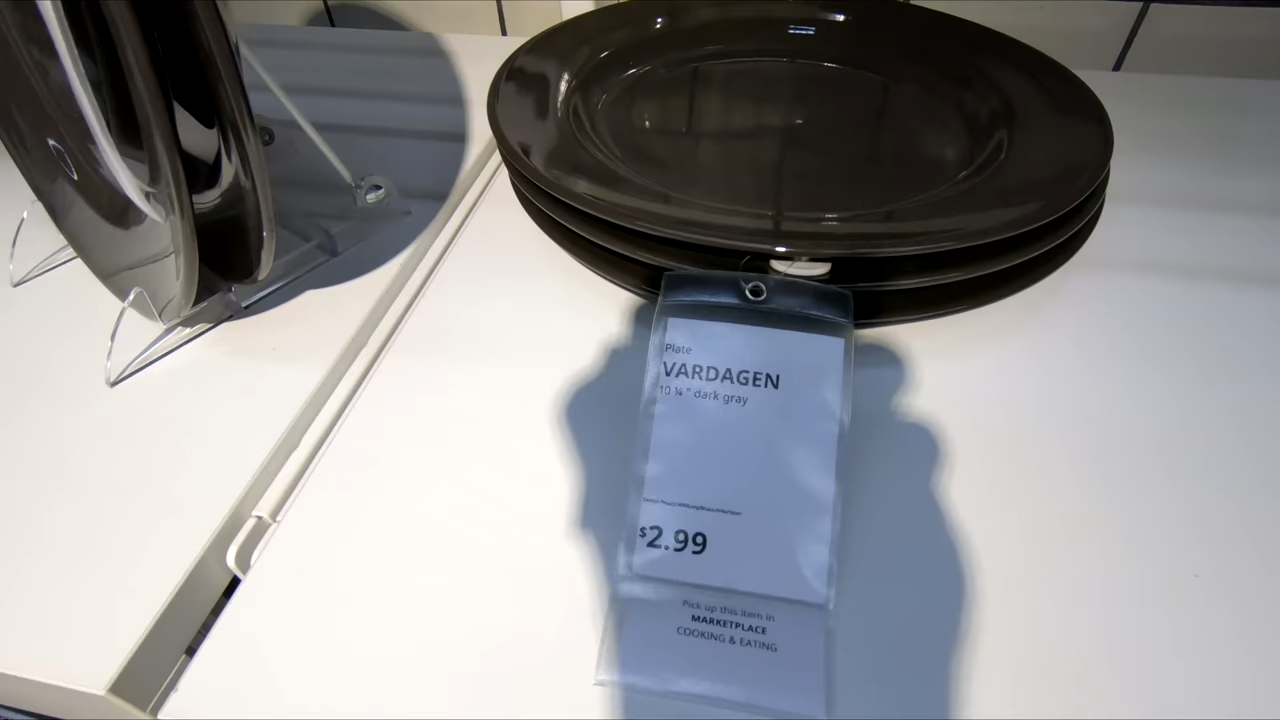 Plate
VARDAGEN
10 ¼" dark gray
$2.99
Pick up this item in
MARKETPLACE
COOKING & EATING